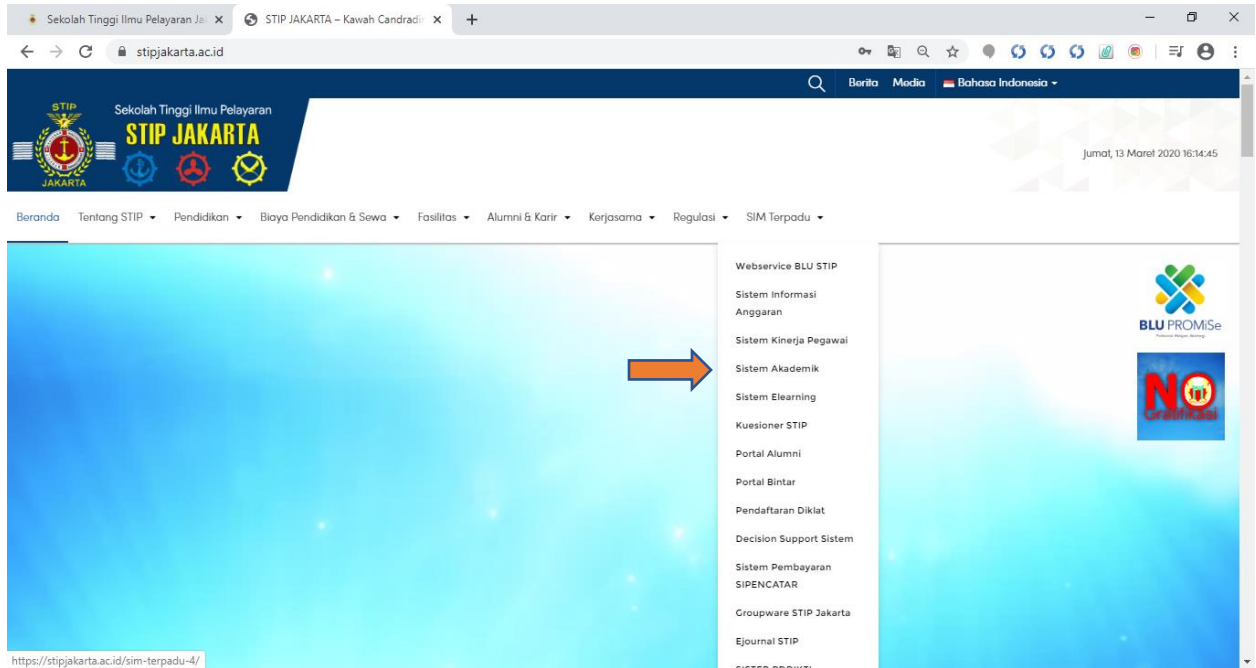 Sekolah Tinggi Ilmu Pelayaran Ja
STIP JAKARTA – Kawah Candradi
stipjakarta.ac.id
Berita Media Bahasa Indonesia
STIP
JAKARTA
Sekolah Tinggi Ilmu Pelayaran
STIP JAKARTA
Jumat, 13 Maret 2020 16:14:45
Beranda Tentang STIP Pendidikan Biaya Pendidikan & Sewa Fasilitas Alumni & Karir Kerjasama Regulasi SIM Terpadu
Webservice BLU STIP
Sistem Informasi
Anggaran
Sistem Kinerja Pegawai
Sistem Akademik
Sistem Elearning
Kuesioner STIP
Portal Alumni
Portal Bintar
Pendaftaran Diklat
Decision Support Sistem
Sistem Pembayaran
SIPENCATAR
Groupware STIP Jakarta
Ejournal STIP
BLU PROMiSe
NO
Gratifikasi
https://stipjakarta.ac.id/sim-terpadu-4/